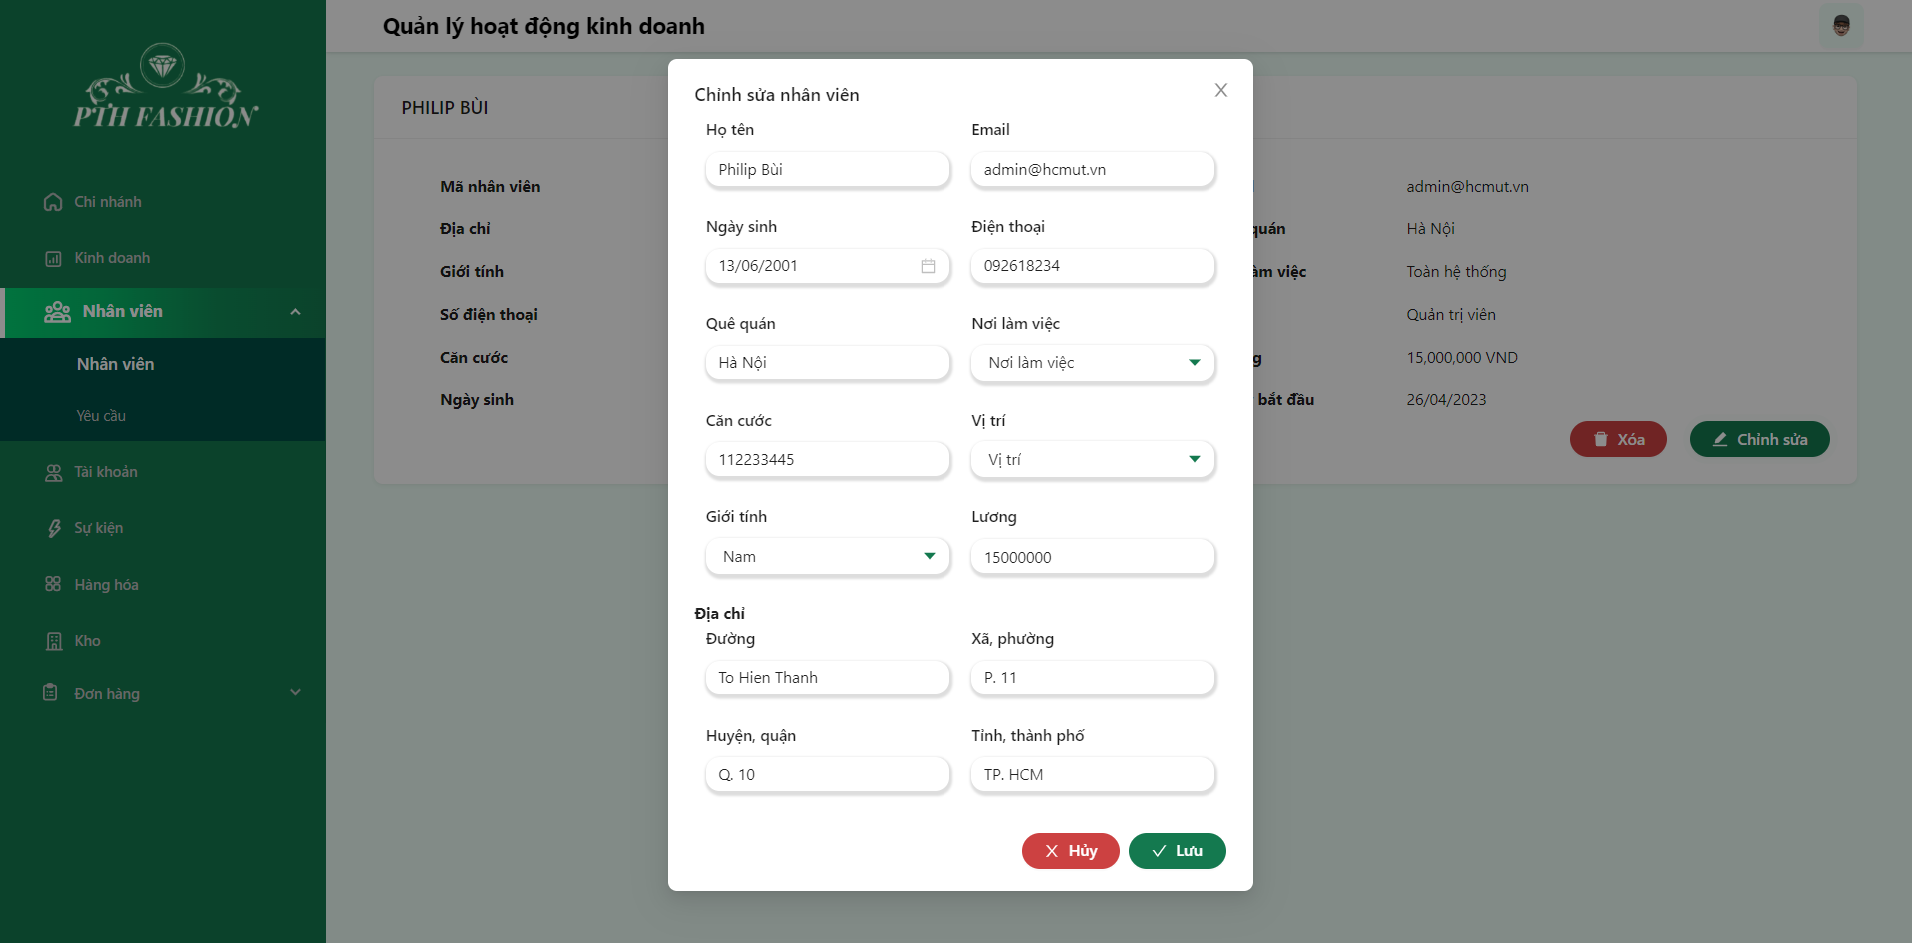 PTH FASHION
Chi nhánh
Kinh doanh
Nhân viên
Nhân viên
Yêu cầu
Tài khoản
Sự kiện
Hàng hóa
Kho
Đơn hàng
Quản lý hoạt động kinh doanh
PHILIP BÙI
Mã nhân viên
Địa chỉ
Giới tính
Số điện thoại
Căn cước
Ngày sinh
admin@hcmut.vn
quán Hà Nội
àm việc Toàn hệ thống
Quản trị viên
g 15,000,000 VND
bắt đầu 26/04/2023
Xóa Chỉnh sửa
Chỉnh sửa nhân viên
Họ tên Email
Philip Bùi admin@hcmut.vn
Ngày sinh Điện thoại
13/06/2001 092618234
Quê quán Nơi làm việc
Hà Nội Nơi làm việc
Căn cước Vị trí
112233445 Vị trí
Giới tính Lương
Nam 15000000
Địa chỉ
Đường Xã, phường
To Hien Thanh P. 11
Huyện, quận Tỉnh, thành phố
Q. 10 TP. HCM
Hủy Lưu